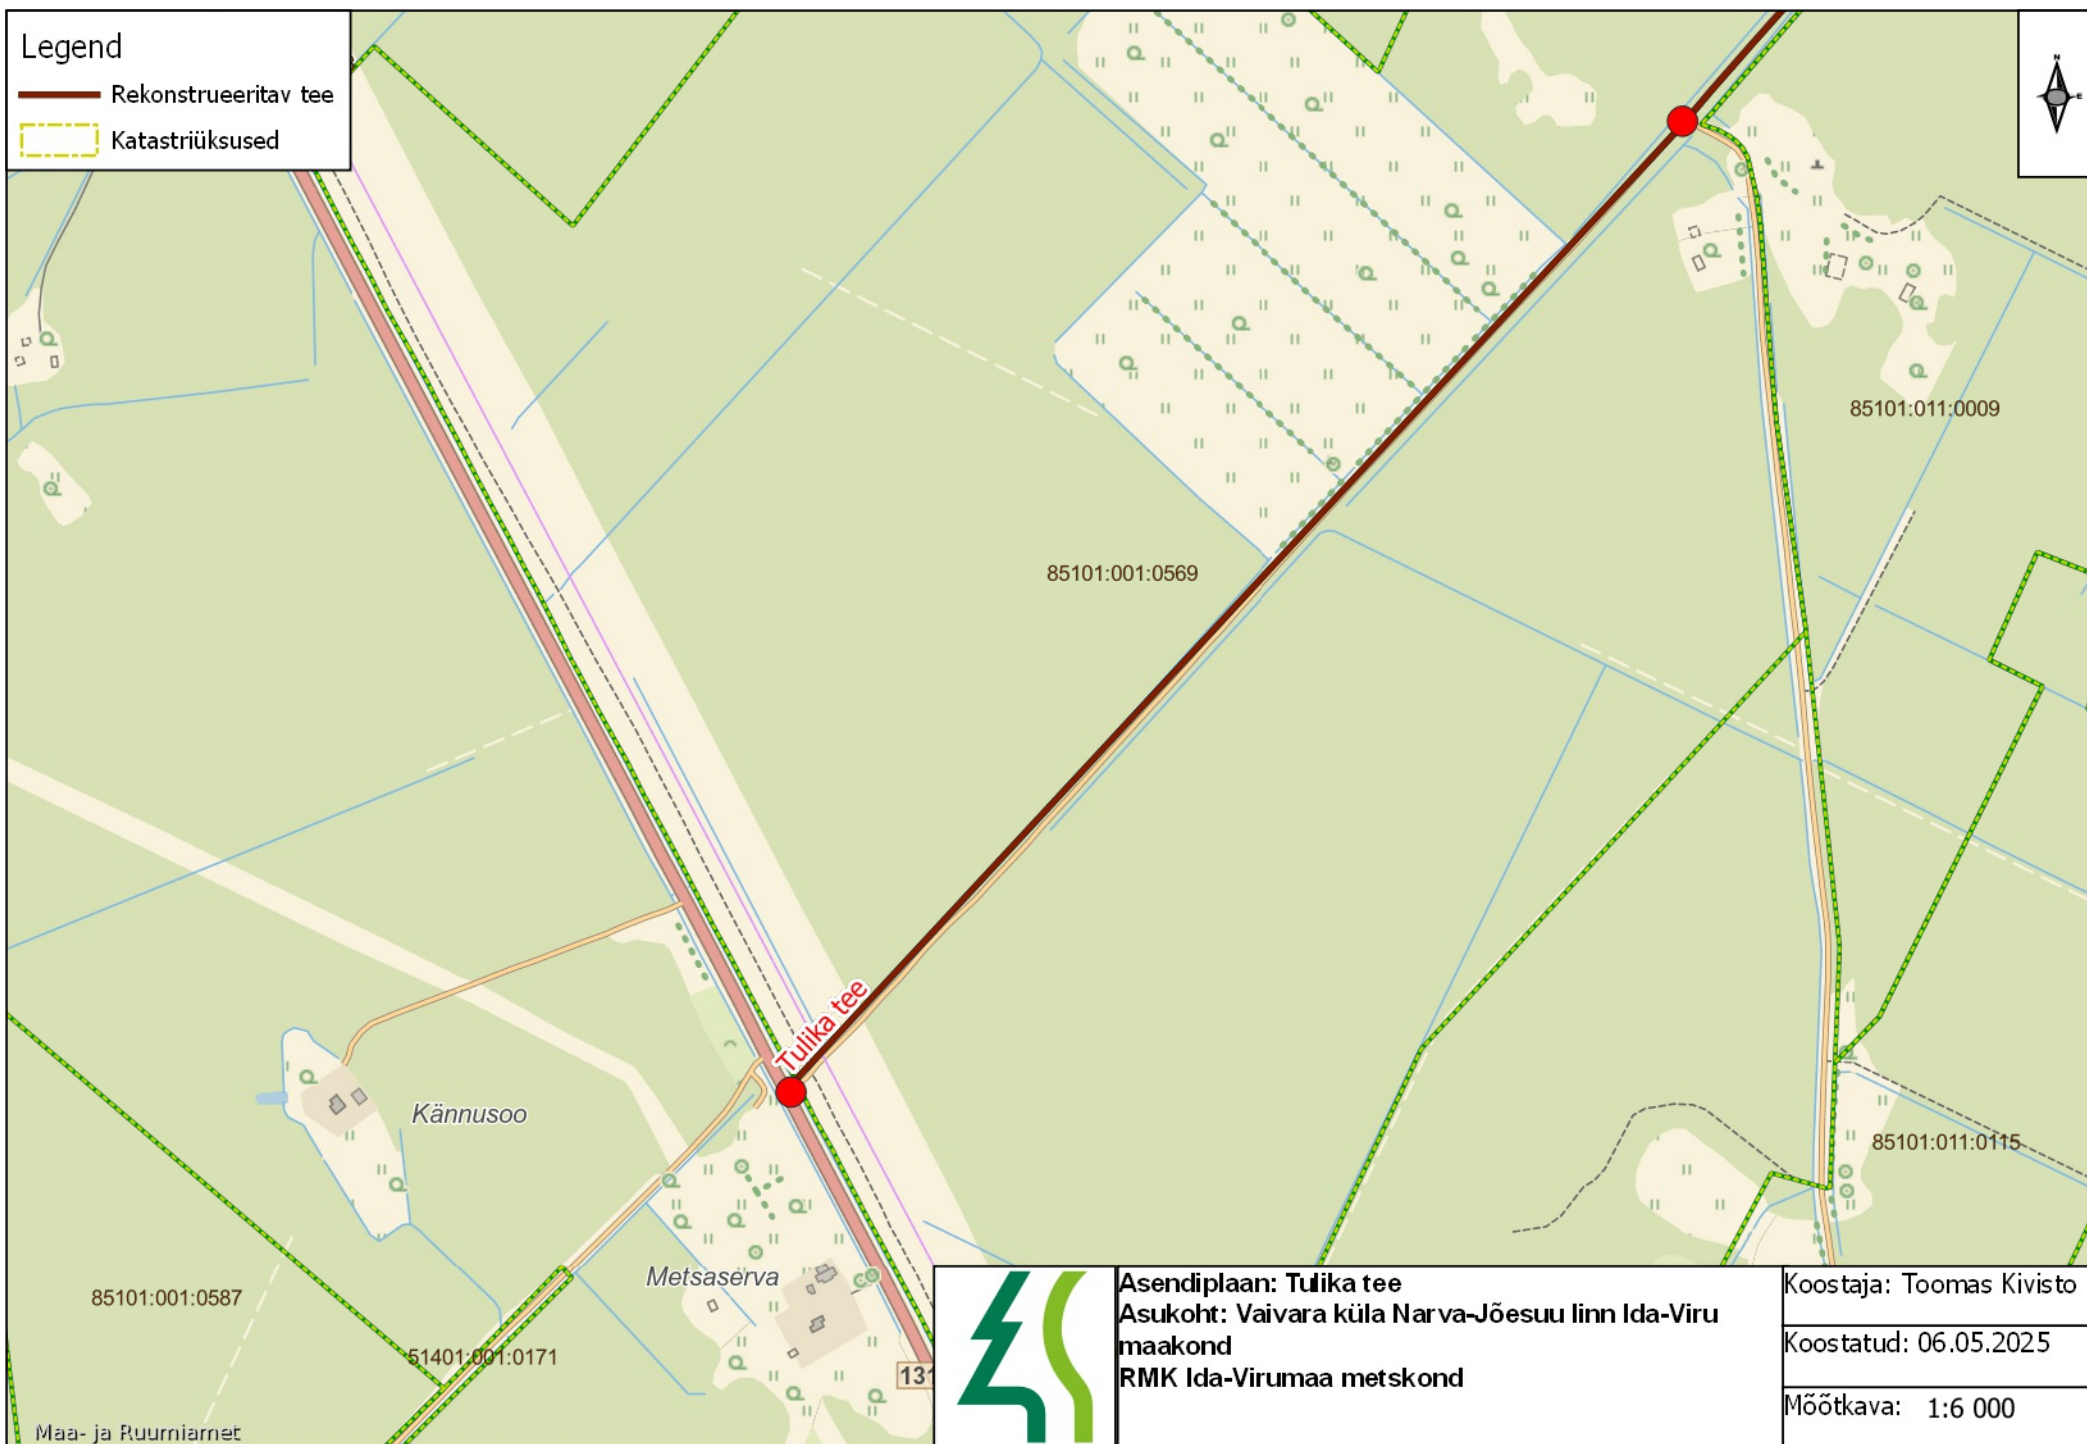 Legend
Rekonstrueeritav tee
Katastriüksused
N
E
85101:011:0009
85101:001:0569
Tulika tee
Kännusoo
85101:011:0115
Metsaserva
85101:001:0587
51401:001:0171
131
Maa- ja Ruumiamet
Asendiplaan: Tulika tee
Asukoht: Vaivara küla Narva-Jõesuu linn Ida-Viru
maakond
RMK Ida-Virumaa metskond
Koostaja: Toomas Kivisto
Koostatud: 06.05.2025
Mõõtkava: 1:6 000